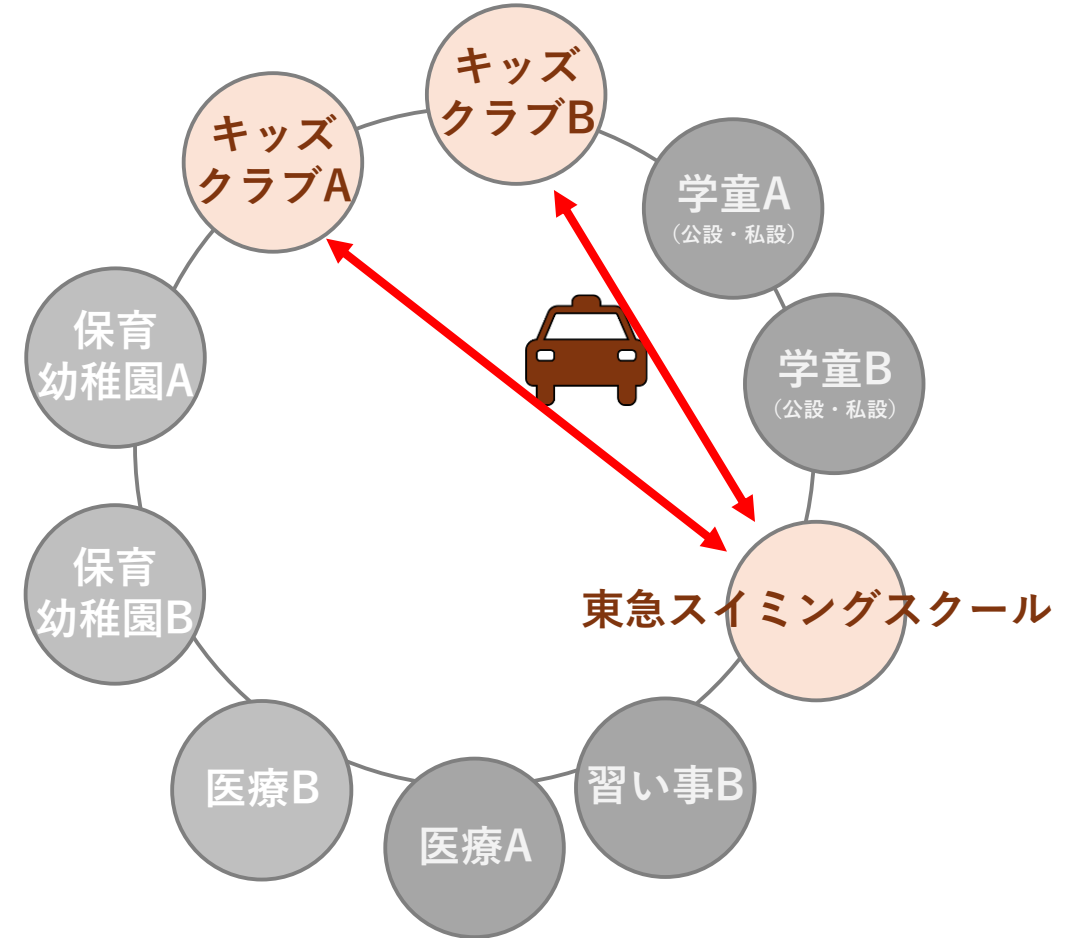 キッズ
クラブB
キッズ
クラブA
学童A
（公設・私設）
保育
幼稚園A
学童B
（公設・私設）
保育
幼稚園B
東急スイミングスクール
医療B
習い事B
医療A